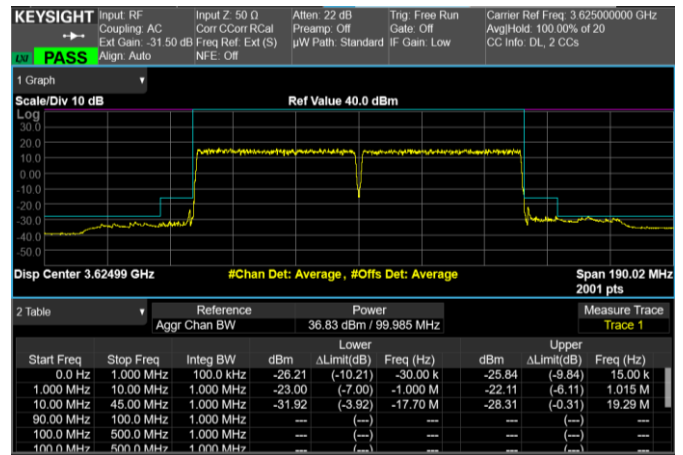 KEYSIGHT Input: RF Input Z: 50 Ω Atten: 22 dB Trig: Free Run Carrier Ref Freq: 3.625000000 GHz
Coupling: AC Corr CCorr RCal Preamp: Off Gate: Off Avg|Hold: 100.00% of 20
Ext Gain: -31.50 dB Freq Ref: Ext (S) µW Path: Standard IF Gain: Low CC Info: DL, 2 CCs
LXI PASS Align: Auto NFE: Off
1 Graph
Scale/Div 10 dB Ref Value 40.0 dBm
Log
30.0
20.0
10.0
0.00
-10.0
-20.0
-30.0
-40.0
-50.0
Disp Center 3.62499 GHz #Chan Det: Average, #Offs Det: Average Span 190.02 MHz
2001 pts
2 Table Reference Power Measure Trace
Aggr Chan BW 36.83 dBm / 99.985 MHz Trace 1
Lower Upper
Start Freq Stop Freq Integ BW dBm ΔLimit(dB) Freq (Hz) dBm ΔLimit(dB) Freq (Hz)
0.0 Hz 1.000 MHz 100.0 kHz -26.21 (-10.21) -30.00 k -25.84 (-9.84) 15.00 k
1.000 MHz 10.00 MHz 1.000 MHz -23.00 (-7.00) -1.000 M -22.11 (-6.11) 1.015 M
10.00 MHz 45.00 MHz 1.000 MHz -31.92 (-3.92) -17.70 M -28.31 (-0.31) 19.29 M
90.00 MHz 100.0 MHz 1.000 MHz --- (---) --- --- (---) ---
100.0 MHz 500.0 MHz 1.000 MHz --- (---) --- --- (---) ---
100.0 MHz 500.0 MHz 1.000 MHz --- (---) --- --- (---) ---